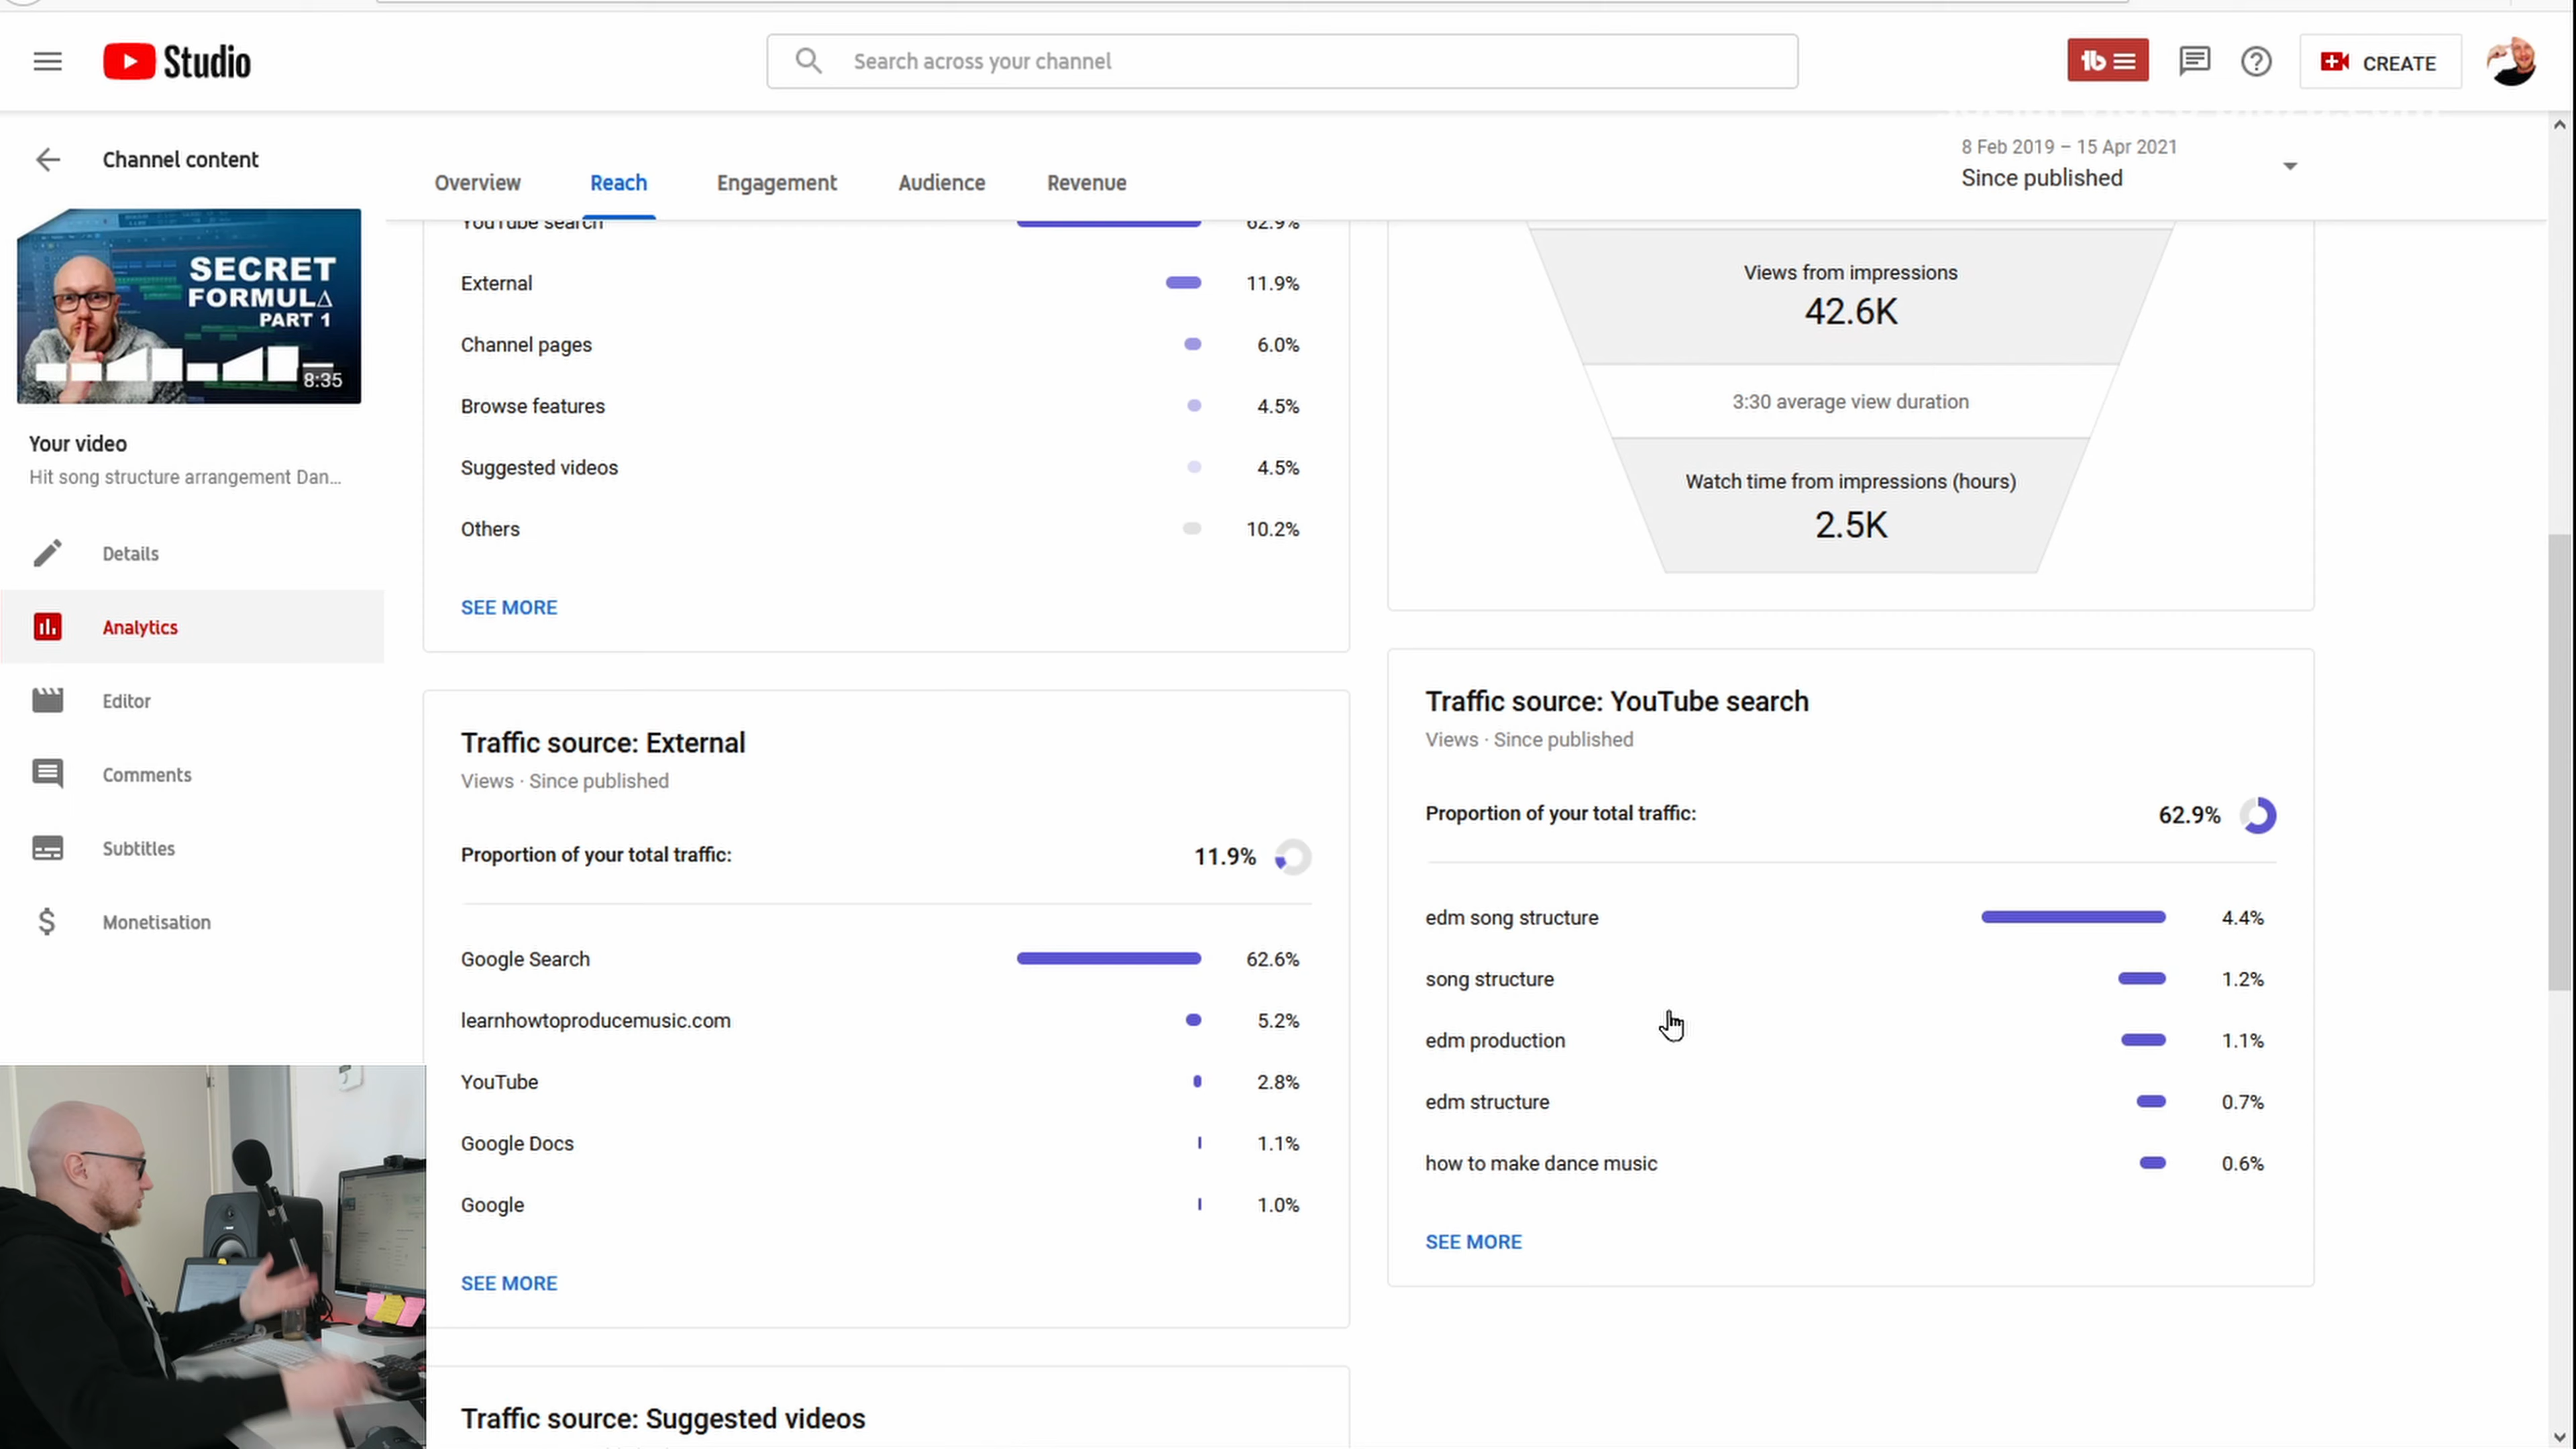 Studio
Search across your channel
CREATE
Channel content
8:35
SECRET
FORMUL∆
PART 1
Your video
Hit song structure arrangement Dan...
Details
Analytics
Editor
Comments
Subtitles
Monetisation
Overview
Reach
Engagement
Audience
Revenue
8 Feb 2019 – 15 Apr 2021
Since published
YouTube search 62.9%
External 11.9%
Channel pages 6.0%
Browse features 4.5%
Suggested videos 4.5%
Others 10.2%
SEE MORE
Views from impressions
42.6K
3:30 average view duration
Watch time from impressions (hours)
2.5K
Traffic source: External
Views · Since published
Proportion of your total traffic: 11.9%
Google Search 62.6%
learnhowtoproducemusic.com 5.2%
YouTube 2.8%
Google Docs 1.1%
Google 1.0%
SEE MORE
Traffic source: YouTube search
Views · Since published
Proportion of your total traffic: 62.9%
edm song structure 4.4%
song structure 1.2%
edm production 1.1%
edm structure 0.7%
how to make dance music 0.6%
SEE MORE
Traffic source: Suggested videos